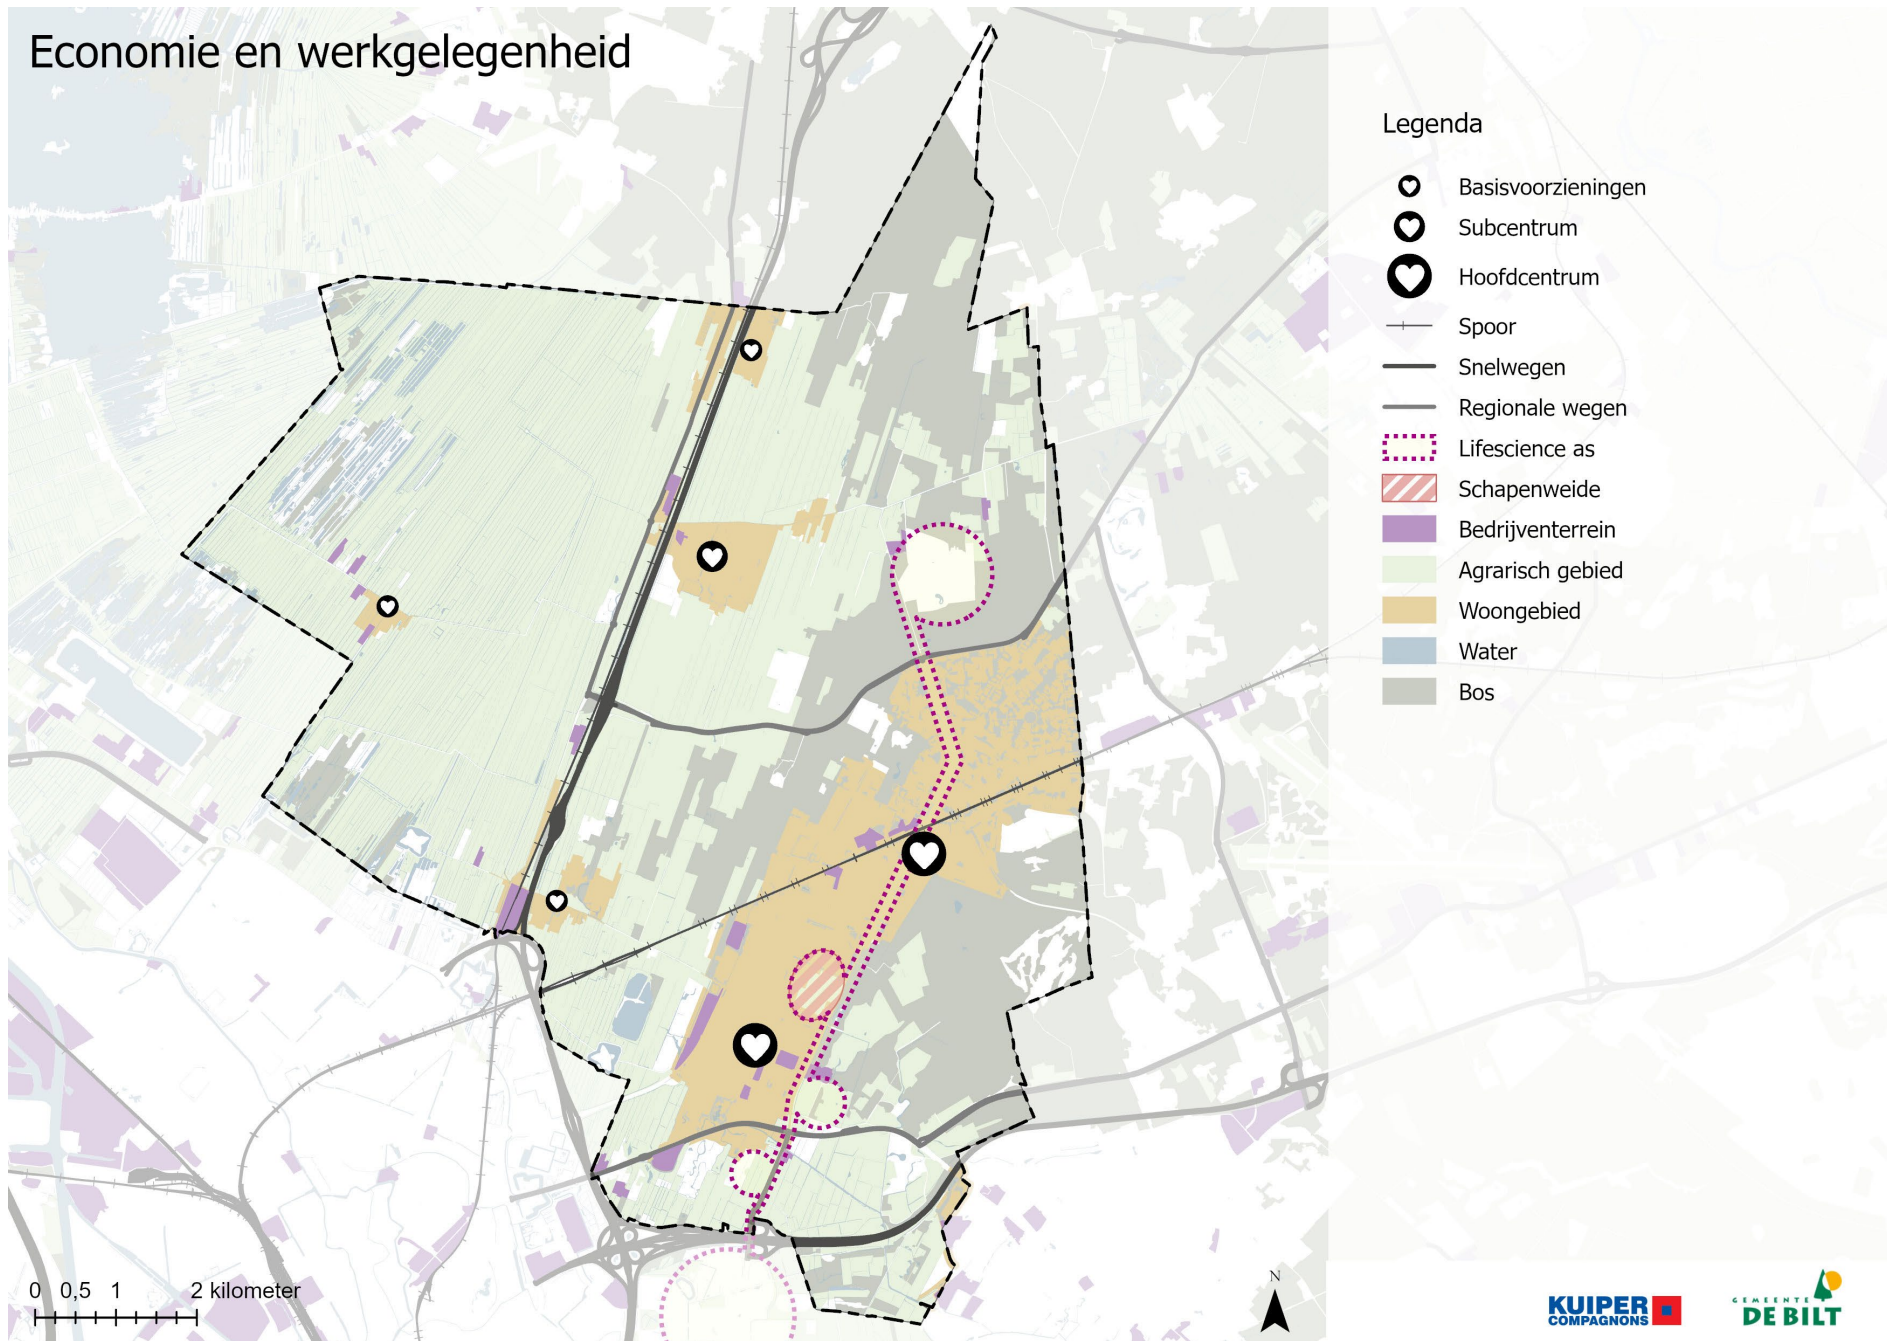 Economie en werkgelegenheid
Legenda
Basisvoorzieningen
Subcentrum
Hoofdcentrum
Spoor
Snelwegen
Regionale wegen
Lifescience as
Schapenweide
Bedrijventerrein
Agrarisch gebied
Woongebied
Water
Bos
0 0,5 1 2 kilometer
N
KUIPER
COMPAGNONS
GEMEENTE
DE BILT